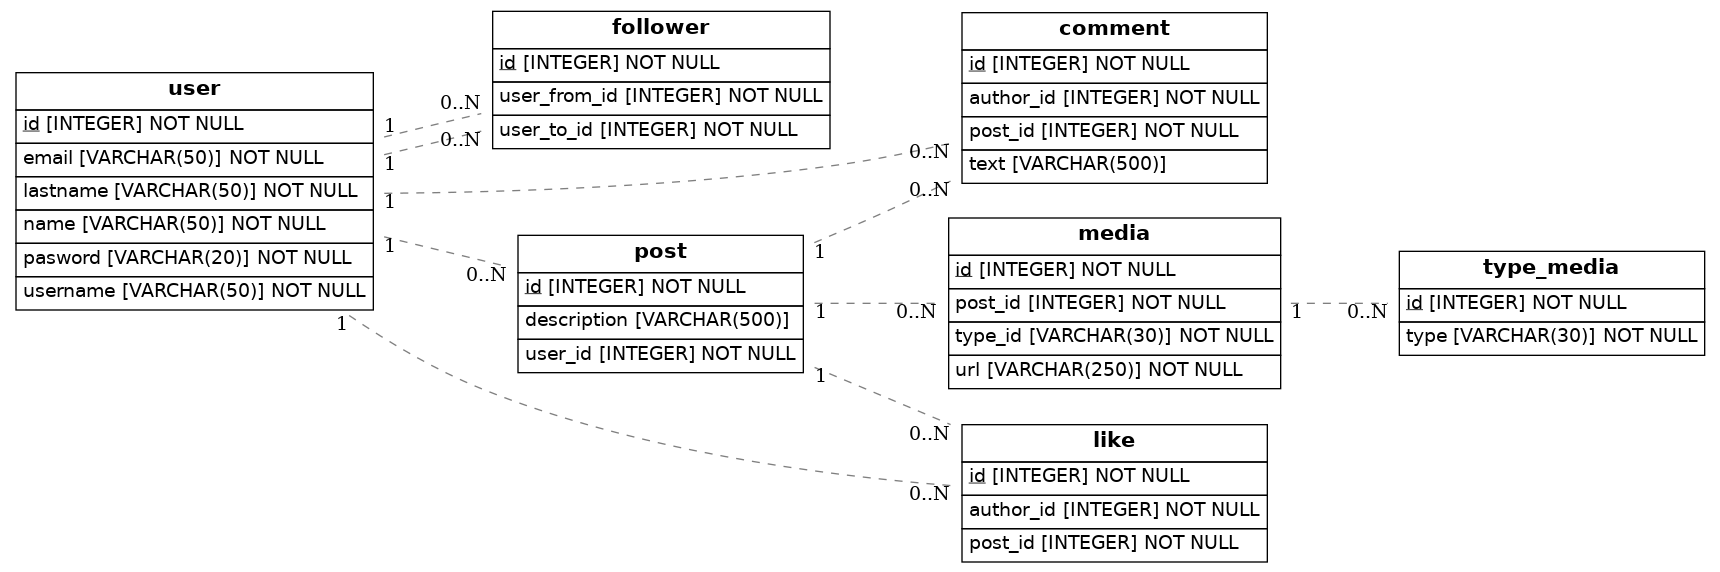 user
id [INTEGER] NOT NULL
email [VARCHAR(50)] NOT NULL
lastname [VARCHAR(50)] NOT NULL
name [VARCHAR(50)] NOT NULL
pasword [VARCHAR(20)] NOT NULL
username [VARCHAR(50)] NOT NULL
1
1
1
1
1
follower
id [INTEGER] NOT NULL
user_from_id [INTEGER] NOT NULL
user_to_id [INTEGER] NOT NULL
0..N
0..N
post
id [INTEGER] NOT NULL
description [VARCHAR(500)]
user_id [INTEGER] NOT NULL
0..N
1
1
1
comment
id [INTEGER] NOT NULL
author_id [INTEGER] NOT NULL
post_id [INTEGER] NOT NULL
text [VARCHAR(500)]
0..N
0..N
media
id [INTEGER] NOT NULL
post_id [INTEGER] NOT NULL
type_id [VARCHAR(30)] NOT NULL
url [VARCHAR(250)] NOT NULL
0..N
1
like
id [INTEGER] NOT NULL
author_id [INTEGER] NOT NULL
post_id [INTEGER] NOT NULL
0..N
0..N
type_media
id [INTEGER] NOT NULL
type [VARCHAR(30)] NOT NULL
0..N